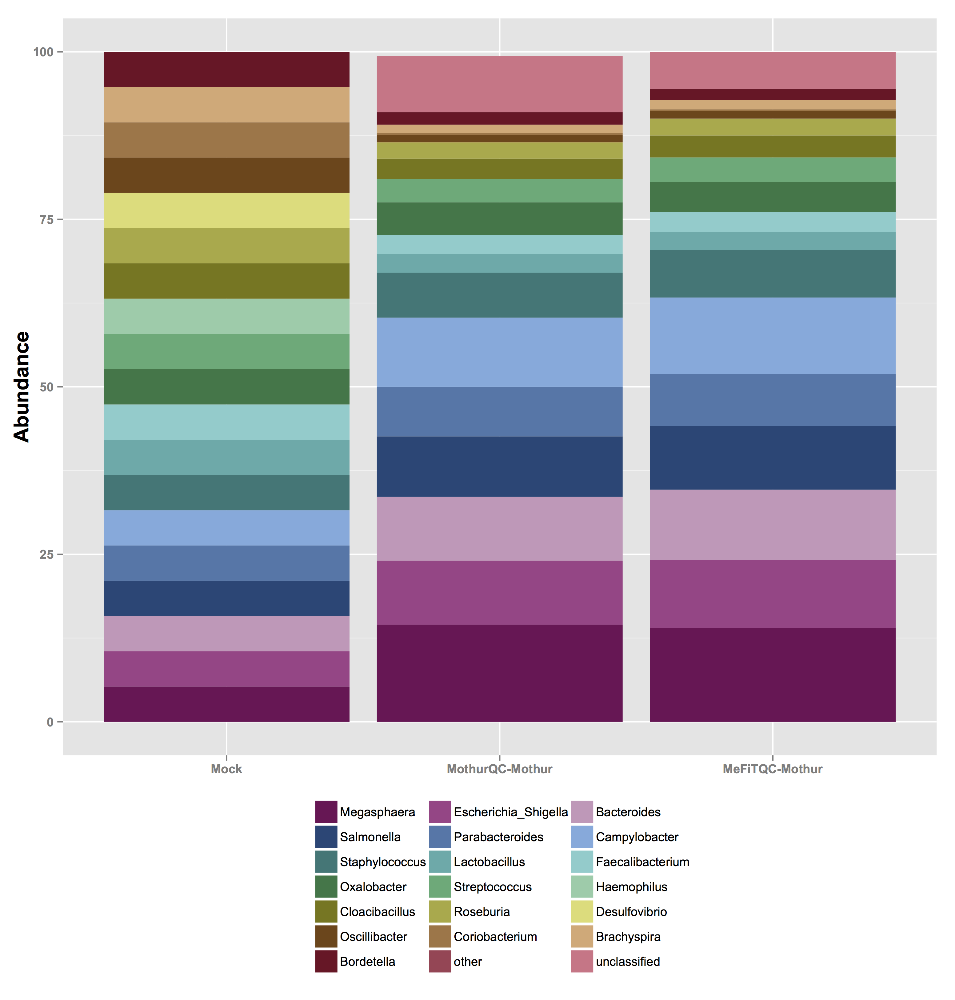 100
75
50
25
0
Abundance
Mock MothurQC-Mothur MeFiTQC-Mothur
Megasphaera Escherichia_Shigella Bacteroides
Salmonella Parabacteroides Campylobacter
Staphylococcus Lactobacillus Faecalibacterium
Oxalobacter Streptococcus Haemophilus
Cloacibacillus Roseburia Desulfovibrio
Oscillibacter Coriobacterium Brachyspira
Bordetella other unclassified